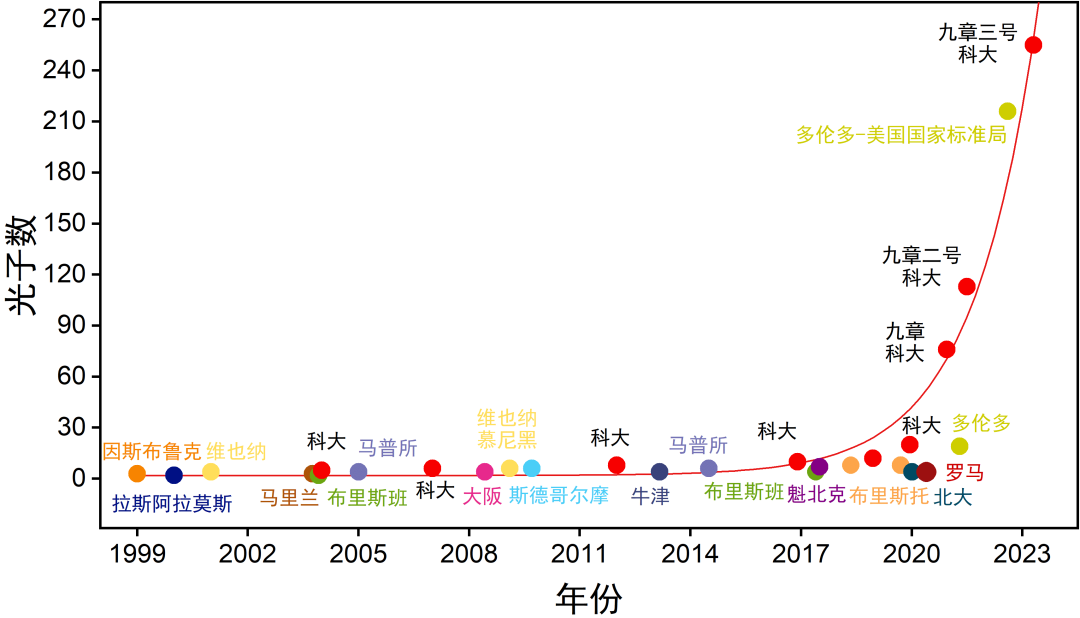 270
240
210
180
150
120
90
60
30
0
光子数
九章三号
科大
多伦多-美国国家标准局
九章二号
科大
九章
科大
科大
多伦多
因斯布鲁克
维也纳
科大
马普所
维也纳
慕尼黑
科大
马普所
科大
拉斯阿拉莫斯
马里兰
布里斯班
科大
大阪
斯德哥尔摩
牛津
布里斯班
魁北克
布里斯托
北大
罗马
1999
2002
2005
2008
2011
2014
2017
2020
2023
年份